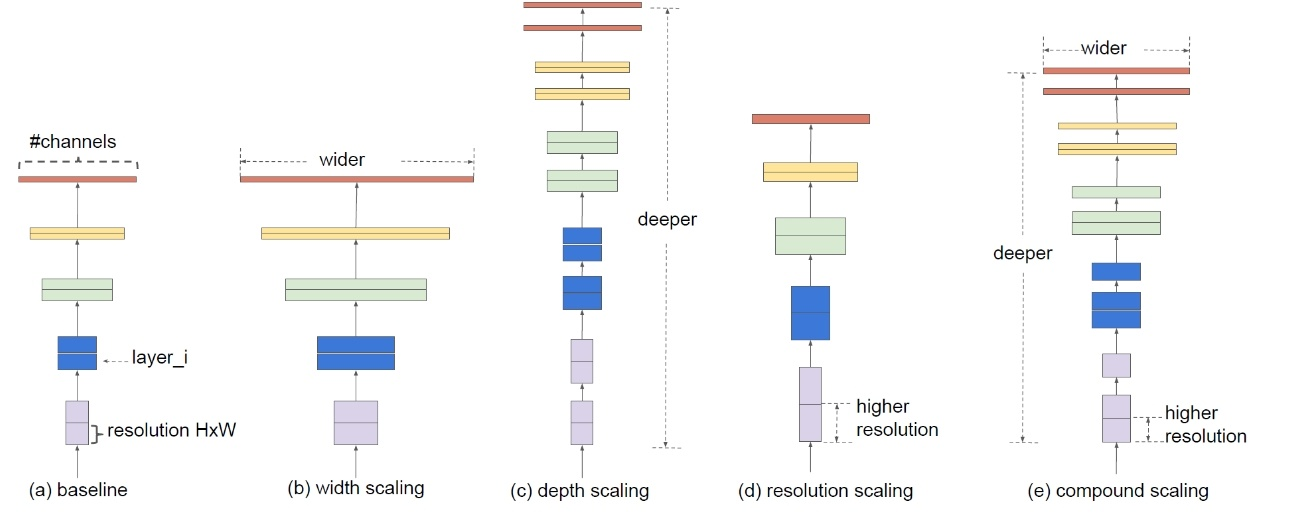 #channels
layer_i
resolution HxW
(a) baseline
wider
(b) width scaling
deeper
(c) depth scaling
higher
resolution
(d) resolution scaling
wider
deeper
higher
resolution
(e) compound scaling